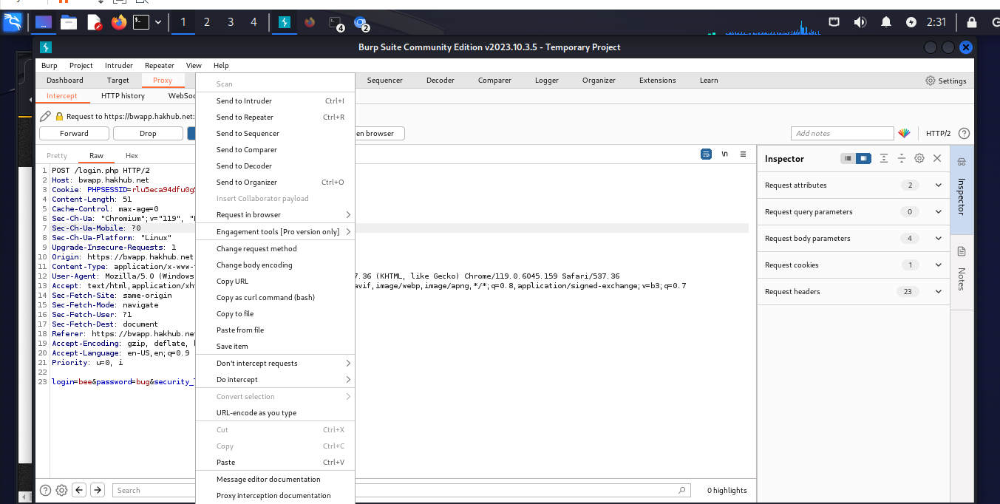 1 2 3 4 4 2 2:31
Burp Suite Community Edition v2023.10.3.5 - Temporary Project
Burp Project Intruder Repeater View Help
Dashboard Target Proxy Sequencer Decoder Comparer Logger Organizer Extensions Learn Settings
Intercept HTTP history WebSoc
Request to https://bwapp.hakhub.net:
Forward Drop en browser Add notes HTTP/2
Pretty Raw Hex \n
1 POST /login.php HTTP/2
2 Host: bwapp.hakhub.net
3 Cookie: PHPSESSID=rlu5eca94dfu0g5
4 Content-Length: 51
5 Cache-Control: max-age=0
6 Sec-Ch-Ua: "Chromium";v="119", "
7 Sec-Ch-Ua-Mobile: ?0
8 Sec-Ch-Ua-Platform: "Linux"
9 Upgrade-Insecure-Requests: 1
10 Origin: https://bwapp.hakhub.net
11 Content-Type: application/x-www-
12 User-Agent: Mozilla/5.0 (Windows 7.36 (KHTML, like Gecko) Chrome/119.0.6045.159 Safari/537.36
13 Accept: text/html,application/xh avif,image/webp,image/apng,*/*;q=0.8,application/signed-exchange;v=b3;q=0.7
14 Sec-Fetch-Site: same-origin
15 Sec-Fetch-Mode: navigate
16 Sec-Fetch-User: ?1
17 Sec-Fetch-Dest: document
18 Referer: https://bwapp.hakhub.ne
19 Accept-Encoding: gzip, deflate,
20 Accept-Language: en-US,en;q=0.9
21 Priority: u=0, i
22
23 login=bee&password=bug&security_
Scan
Send to Intruder Ctrl+I
Send to Repeater Ctrl+R
Send to Sequencer
Send to Comparer
Send to Decoder
Send to Organizer Ctrl+O
Insert Collaborator payload
Request in browser
Engagement tools [Pro version only]
Change request method
Change body encoding
Copy URL
Copy as curl command (bash)
Copy to file
Paste from file
Save item
Don't intercept requests
Do intercept
Convert selection
URL-encode as you type
Cut Ctrl+X
Copy Ctrl+C
Paste Ctrl+V
Message editor documentation
Proxy interception documentation
Inspector
Request attributes 2
Request query parameters 0
Request body parameters 4
Request cookies 1
Request headers 23
Inspector
Notes
Search 0 highlights